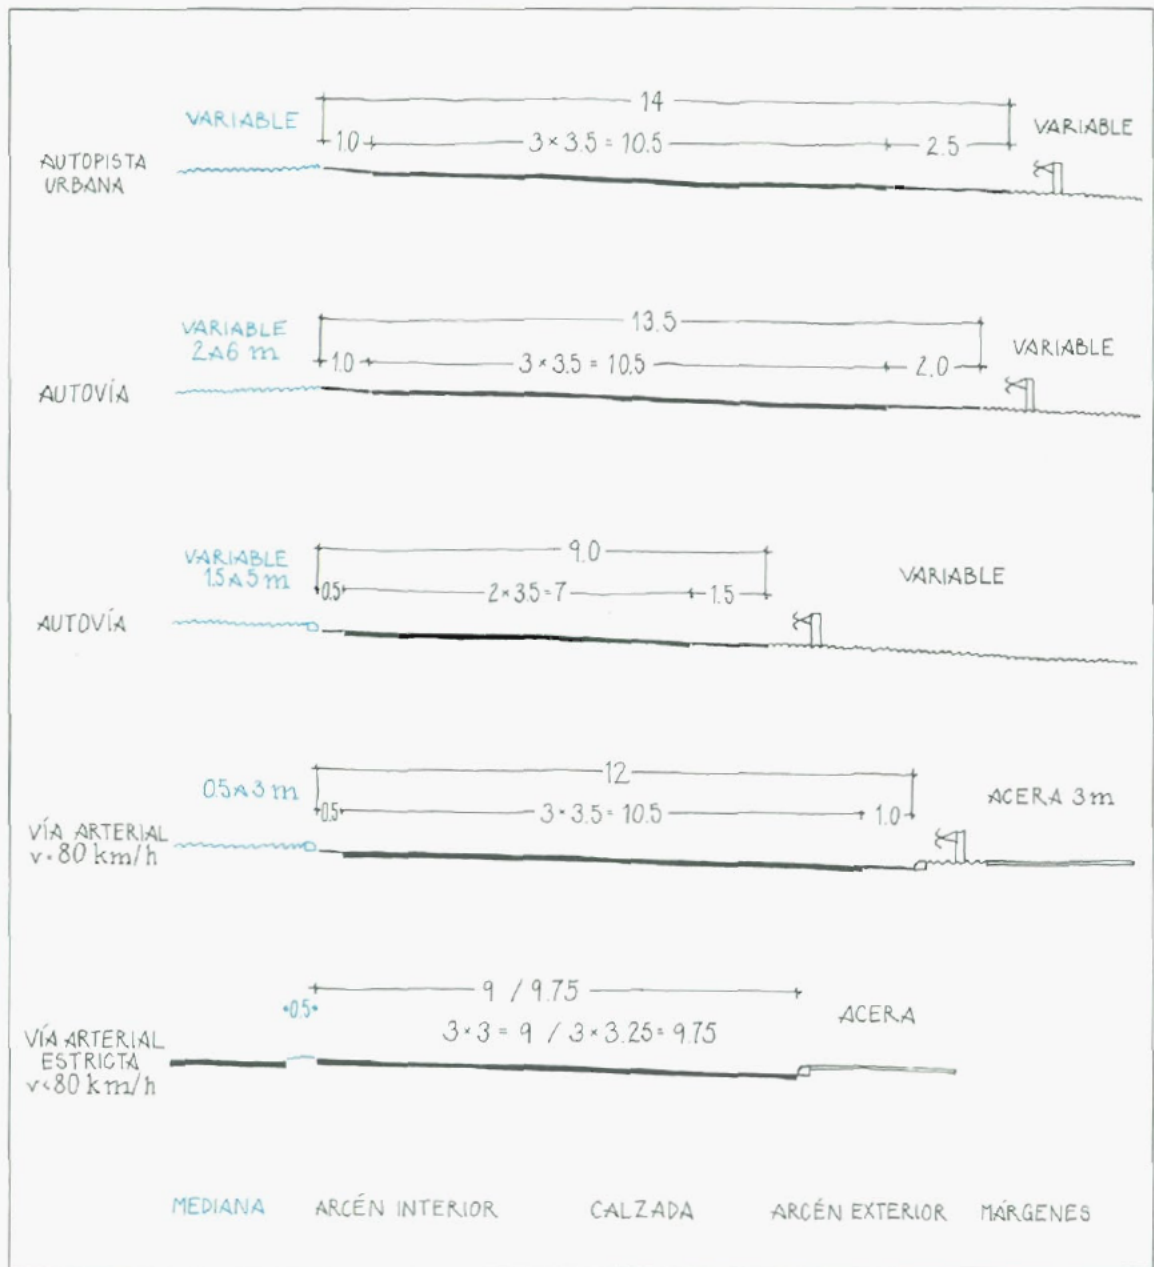 14
VARIABLE
VARIABLE
1.0
3 × 3.5 = 10.5
2.5
AUTOPISTA
URBANA
13.5
VARIABLE
2 A 6 m
VARIABLE
1.0
3 × 3.5 = 10.5
2.0
AUTOVÍA
9.0
VARIABLE
1.5 A 5 m
VARIABLE
0.5
2 × 3.5 = 7
1.5
AUTOVÍA
12
0.5 A 3 m
ACERA 3 m
0.5
3 × 3.5 = 10.5
1.0
VÍA ARTERIAL
v < 80 km/h
9 / 9.75
0.5
ACERA
3 × 3 = 9 / 3 × 3.25 = 9.75
VÍA ARTERIAL
ESTRICTA
v < 80 km/h
MEDIANA ARCÉN INTERIOR CALZADA ARCÉN EXTERIOR MÁRGENES